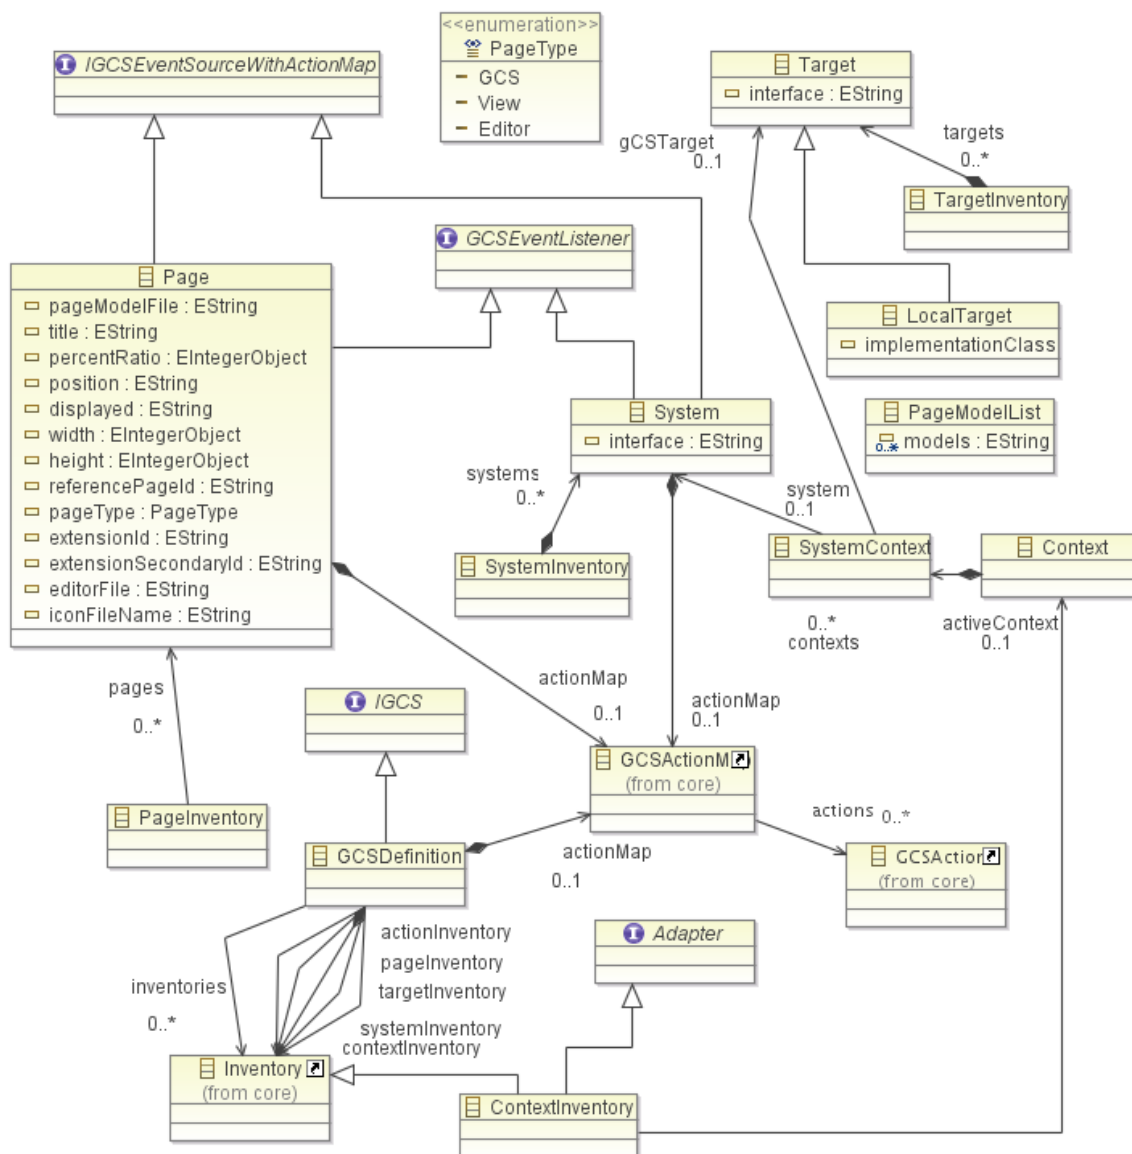 IGCSEventSourceWithActionMap
<<enumeration>>
PageType
GCS
View
Editor
Target
interface : EString
gCSTarget
0..1
targets
0..*
TargetInventory
GCSEventListener
Page
pageModelFile : EString
title : EString
percentRatio : EIntegerObject
position : EString
displayed : EString
width : EIntegerObject
height : EIntegerObject
referencePageId : EString
pageType : PageType
extensionId : EString
extensionSecondaryId : EString
editorFile : EString
iconFileName : EString
LocalTarget
implementationClass
System
interface : EString
PageModelList
0..*
models : EString
systems
0..*
system
0..1
SystemInventory
SystemContext
Context
0..*
contexts
activeContext
0..1
pages
0..*
actionMap
0..1
actionMap
0..1
IGCS
GCSActionM
(from core)
PageInventory
actions 0..*
GCSDefinition
actionMap
0..1
GCSAction
(from core)
actionInventory
pageInventory
targetInventory
inventories
0..*
systemInventory
contextInventory
Adapter
Inventory
(from core)
ContextInventory